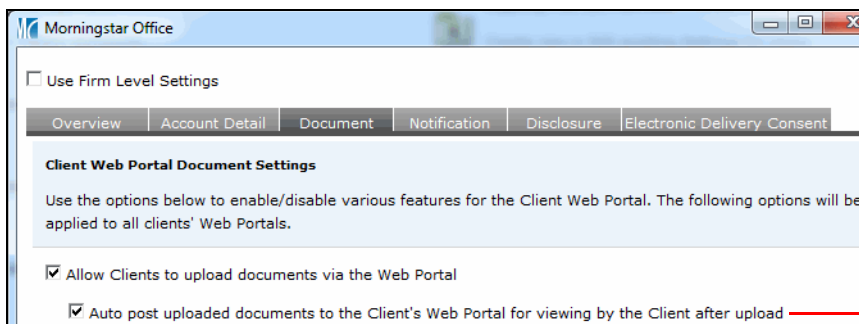 Morningstar Office
Use Firm Level Settings
Overview Account Detail Document Notification Disclosure Electronic Delivery Consent
Client Web Portal Document Settings
Use the options below to enable/disable various features for the Client Web Portal. The following options will be
applied to all clients' Web Portals.
Allow Clients to upload documents via the Web Portal
Auto post uploaded documents to the Client's Web Portal for viewing by the Client after upload